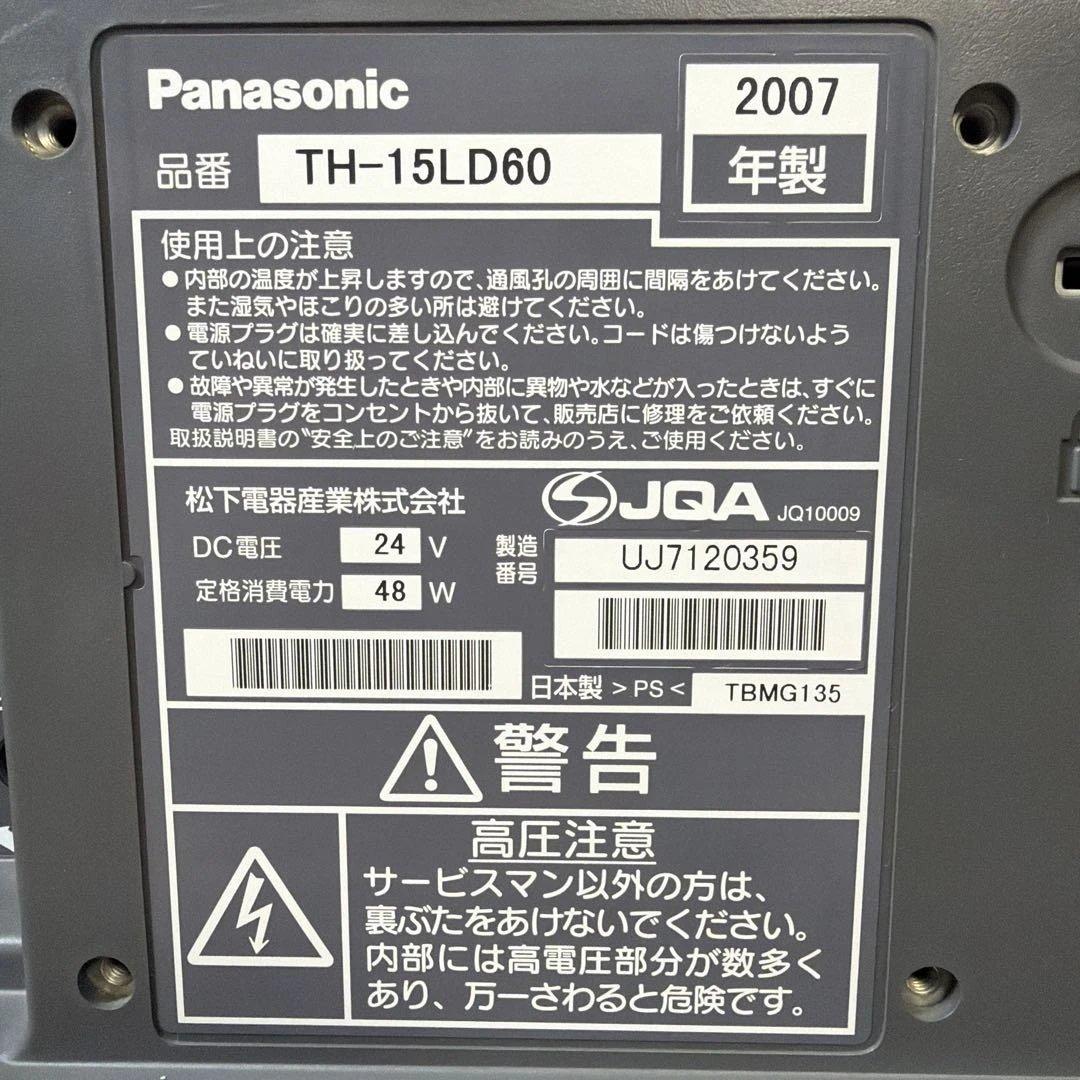 Panasonic
2007
年製
品番 TH-15LD60
使用上の注意
●内部の温度が上昇しますので、通風孔の周囲に間隔をあけてください。
また湿気やほこりの多い所は避けてください。
●電源プラグは確実に差し込んでください。コードは傷つけないよう
ていねいに取り扱ってください。
●故障や異常が発生したときや内部に異物や水などが入ったときは、すぐに
電源プラグをコンセントから抜いて、販売店に修理をご依頼ください。
取扱説明書の〝安全上のご注意〟をお読みのうえ、ご使用ください。
松下電器産業株式会社
JQA JQ10009
DC電圧 24 V
定格消費電力 48 W
製造
番号
UJ7120359
日本製 >PS< TBMG135
警告
高圧注意
サービスマン以外の方は、
裏ぶたをあけないでください。
内部には高電圧部分が数多く
あり、万一さわると危険です。